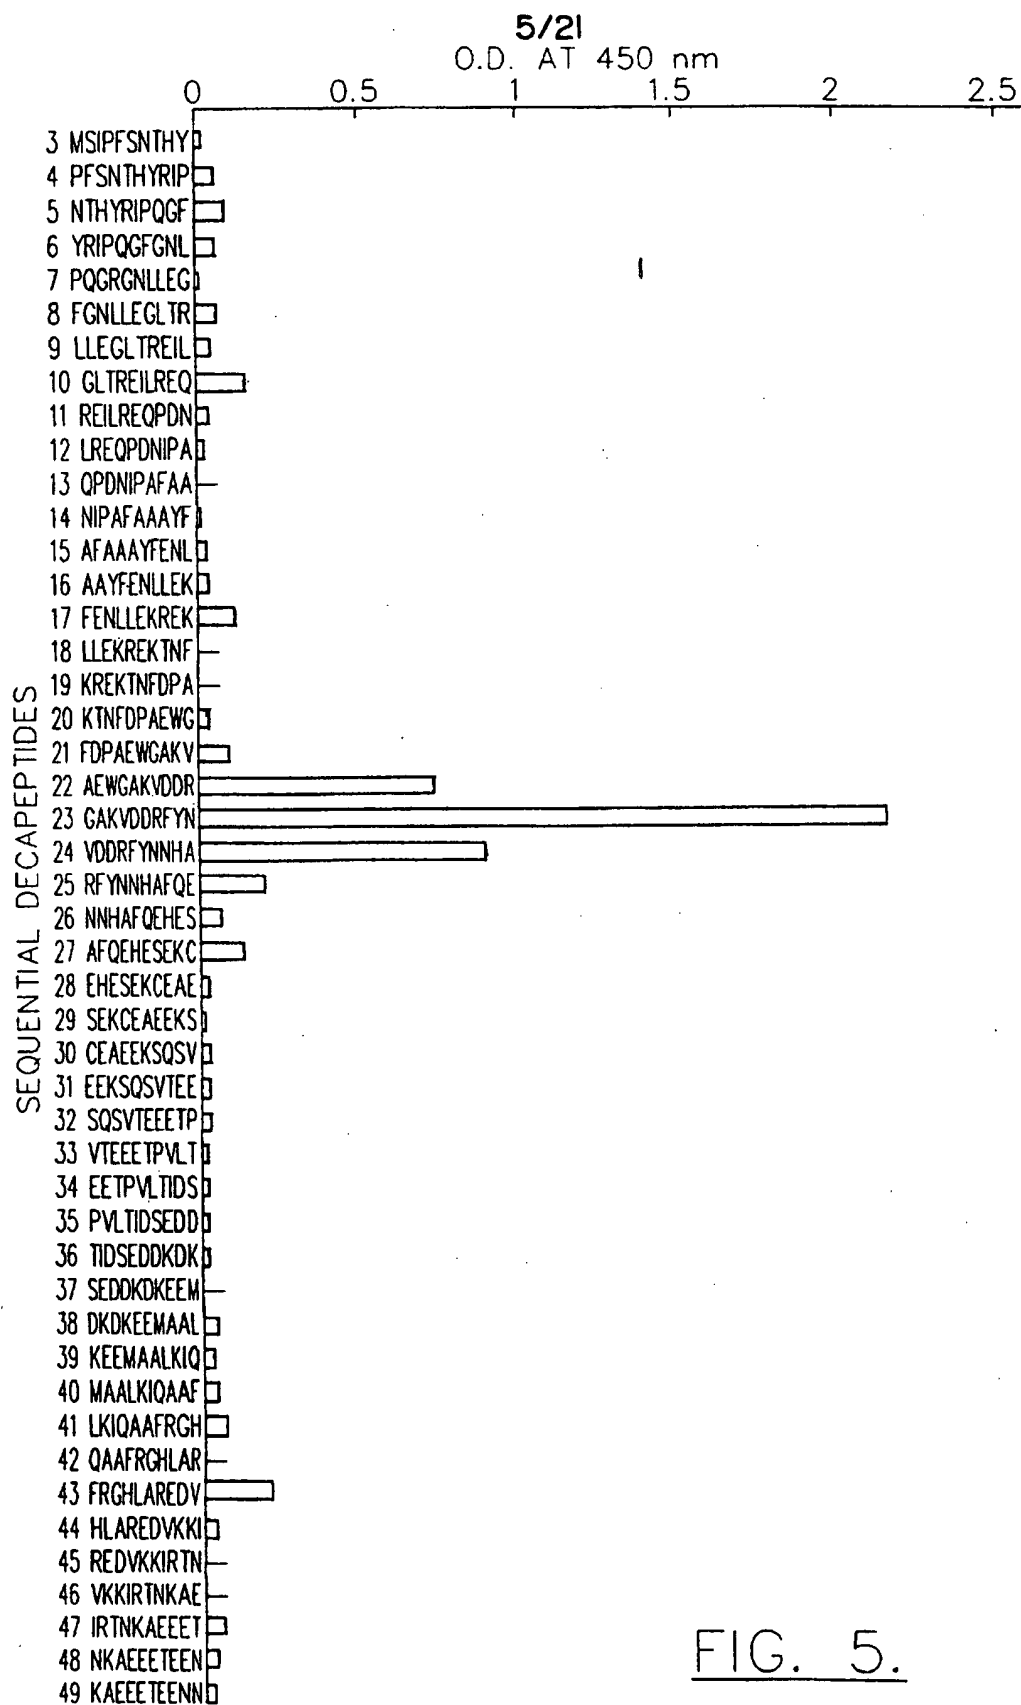 5/21
O.D. AT 450 nm
0 0.5 1 1.5 2 2.5
SEQUENTIAL DECAPEPTIDES
3 MSIPFSNTHY
4 PFSNTHYRIP
5 NTHYRIPQGF
6 YRIPQGFGNL
7 PQGRGNLLEG
8 FGNLLEGLTR
9 LLEGLTREIL
10 GLTREILREQ
11 REILREQPDN
12 LREQPDNIPA
13 QPDNIPAFAA
14 NIPAFAAAYF
15 AFAAAYFENL
16 AAYFENLLEK
17 FENLLEKREK
18 LLEKREKTNF
19 KREKTNFDPA
20 KTNFDPAEWG
21 FDPAEWGAKV
22 AEWGAKVDDR
23 GAKVDDRFYN
24 VDDRFYNNHA
25 RFYNNHAFQE
26 NNHAFQEHES
27 AFQEHESEKC
28 EHESEKCEAE
29 SEKCEAEEKS
30 CEAEEKSQSV
31 EEKSQSVTEE
32 SQSVTEEETP
33 VTEEETPVLT
34 EETPVLTIDS
35 PVLTIDSEDD
36 TIDSEDDKDK
37 SEDDKDKEEM
38 DKDKEEMAAL
39 KEEMAALKIQ
40 MAALKIQAAF
41 LKIQAAFRGH
42 QAAFRGHLAR
43 FRGHLAREDV
44 HLAREDVKKI
45 REDVKKIRTN
46 VKKIRTNKAE
47 IRTNKAEEET
48 NKAEEETEEN
49 KAEEETEENN
FIG. 5.